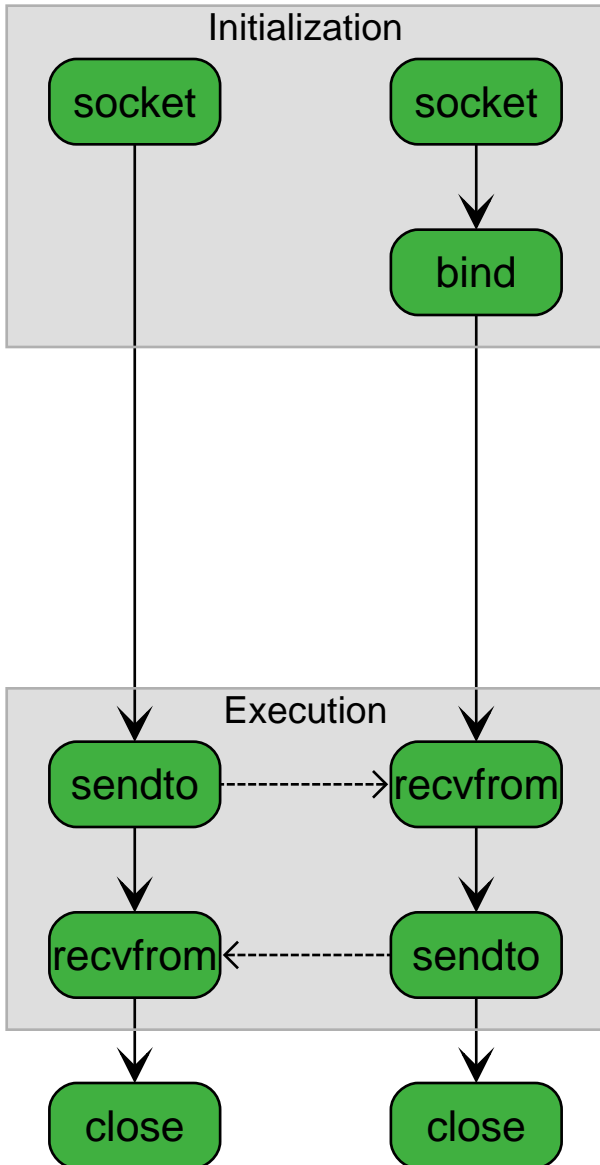 Initialization
socket
socket
bind
Execution
sendto
recvfrom
recvfrom
sendto
close
close